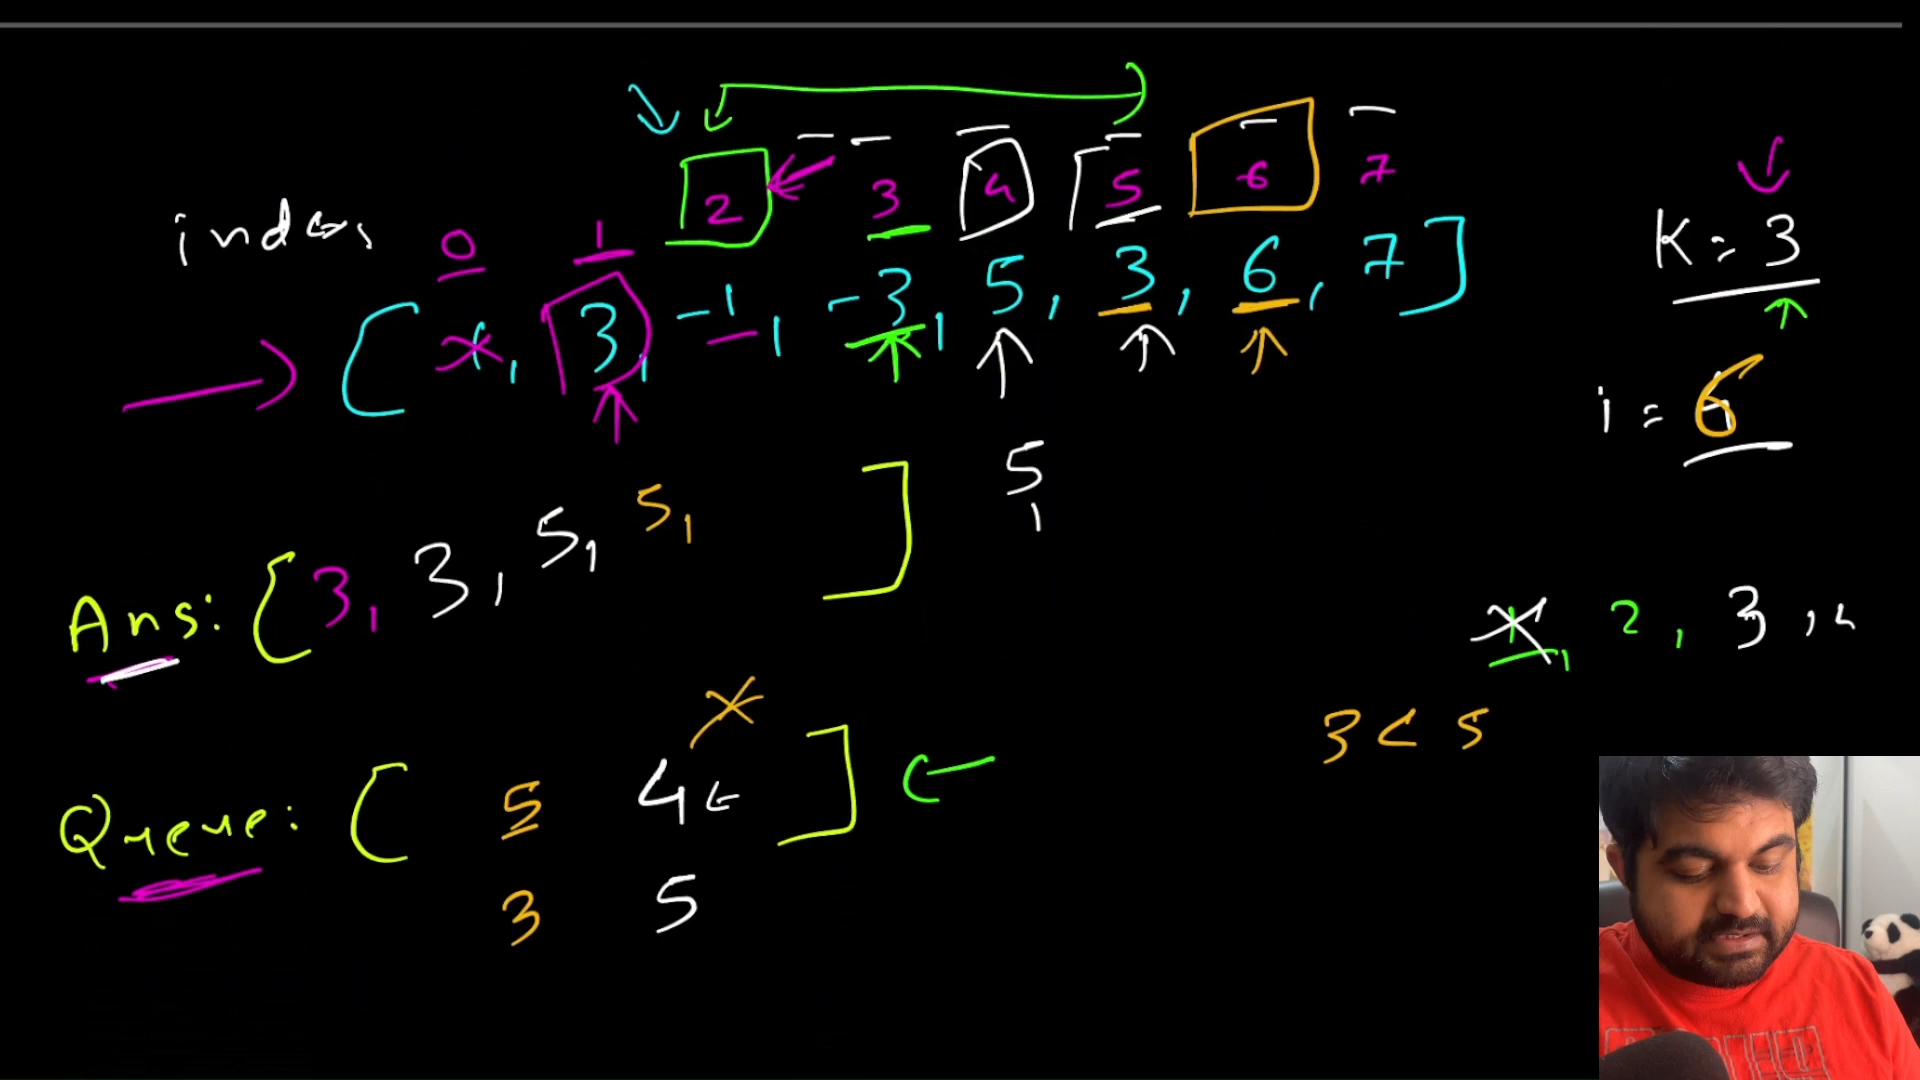 2 3 4 5 6 7
index 0 1
K = 3
[ 1, 3, -1, -3, 5, 3, 6, 7 ]
i = 6
5,
Ans: [ 3, 3, 5, 5, ]
1, 2, 3, 4
3 < 5
Queue: [ 5 4 ]
3 5